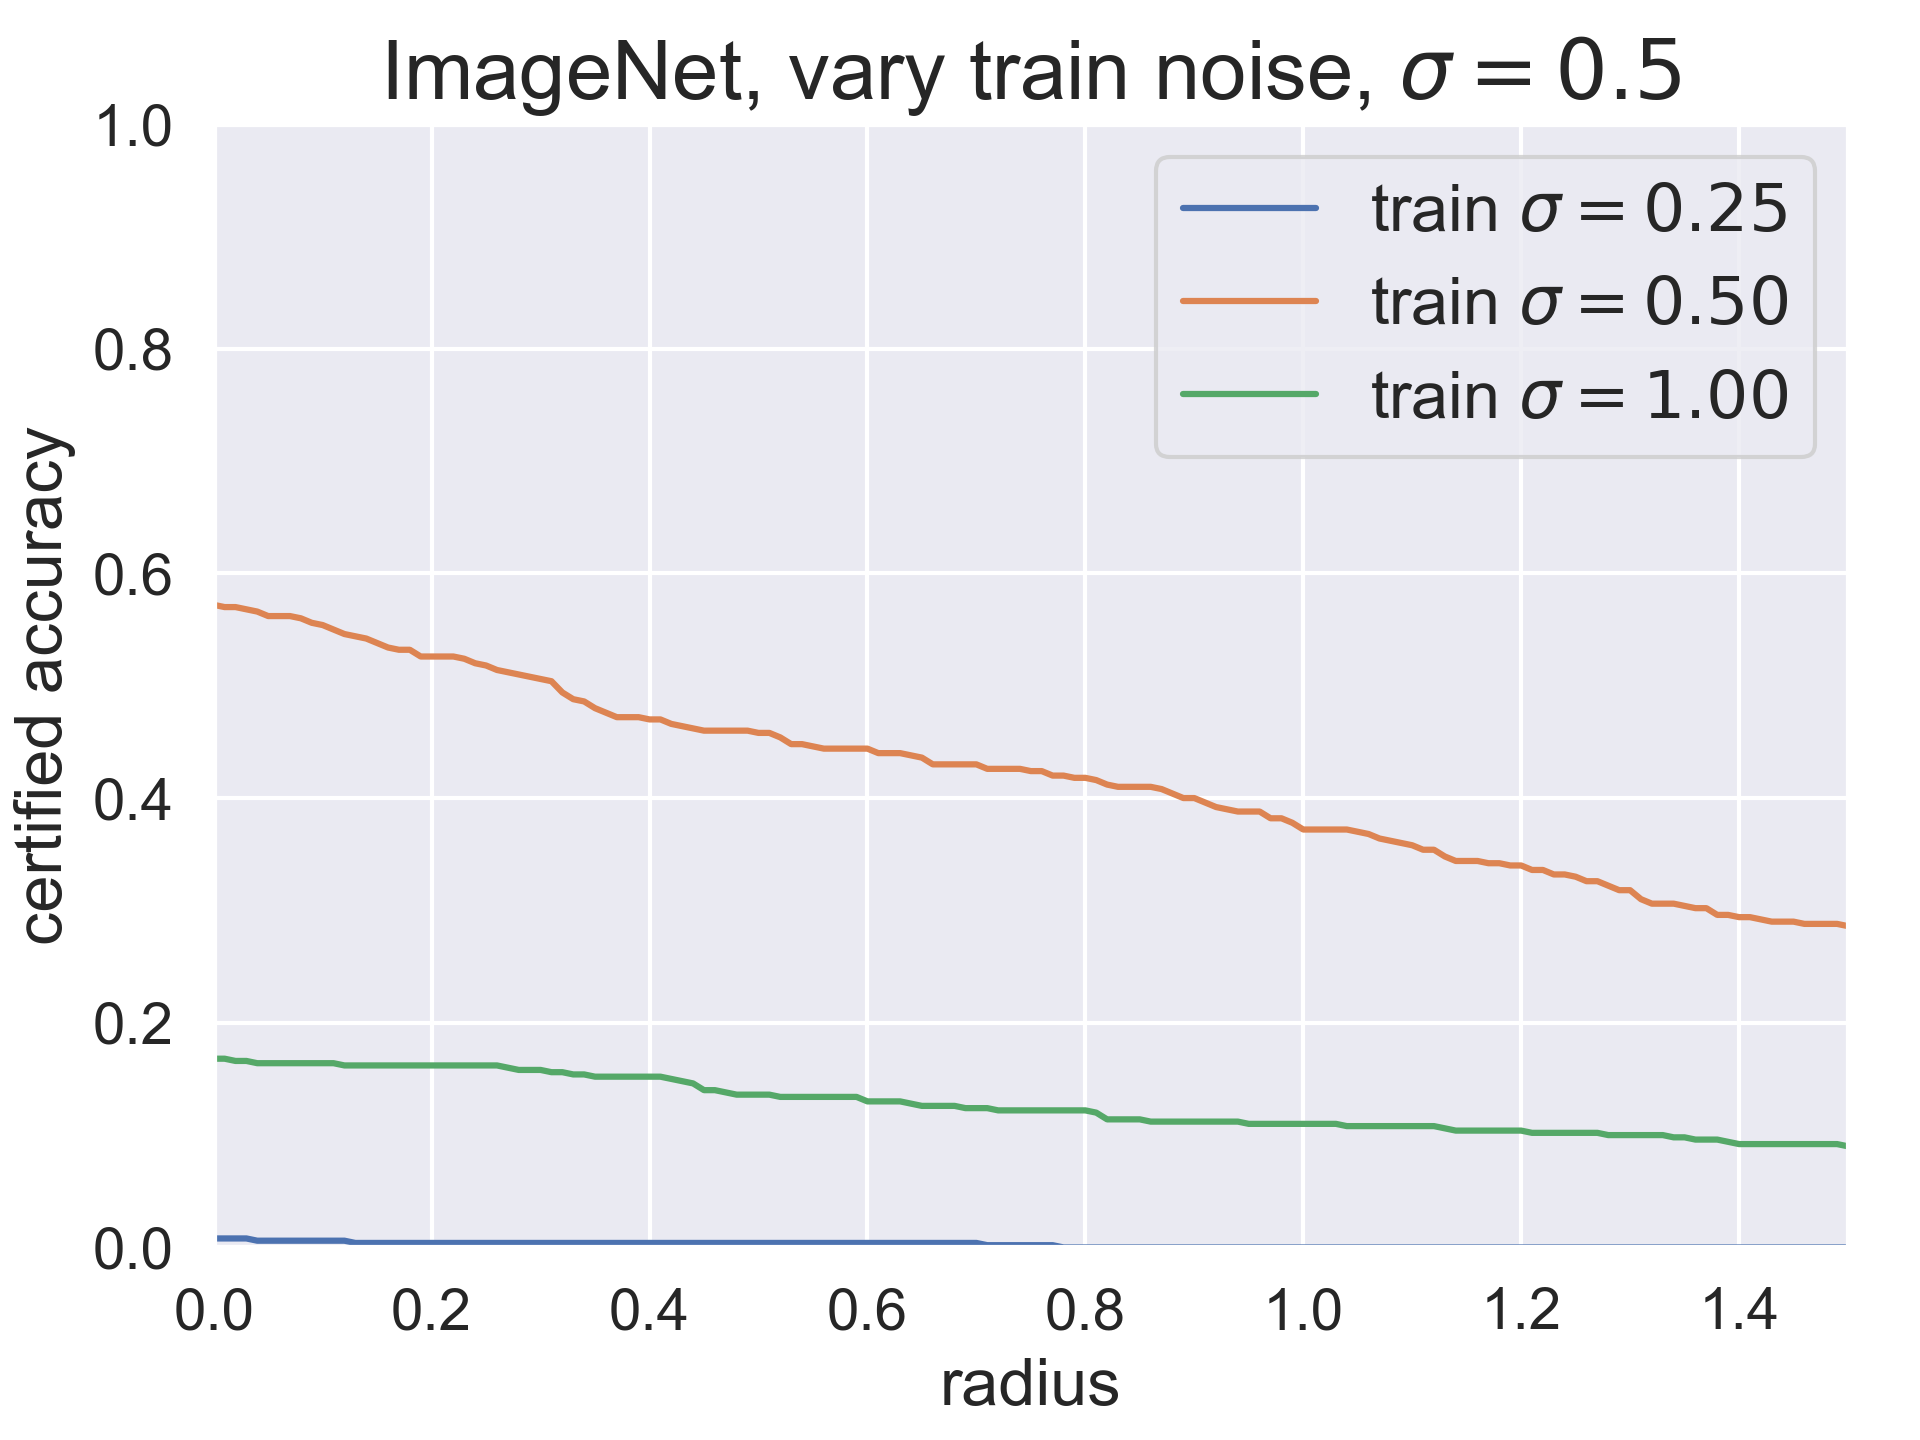 ImageNet, vary train noise, σ = 0.5
train σ = 0.25
train σ = 0.50
train σ = 1.00
certified accuracy
1.0
0.8
0.6
0.4
0.2
0.0
0.0 0.2 0.4 0.6 0.8 1.0 1.2 1.4
radius